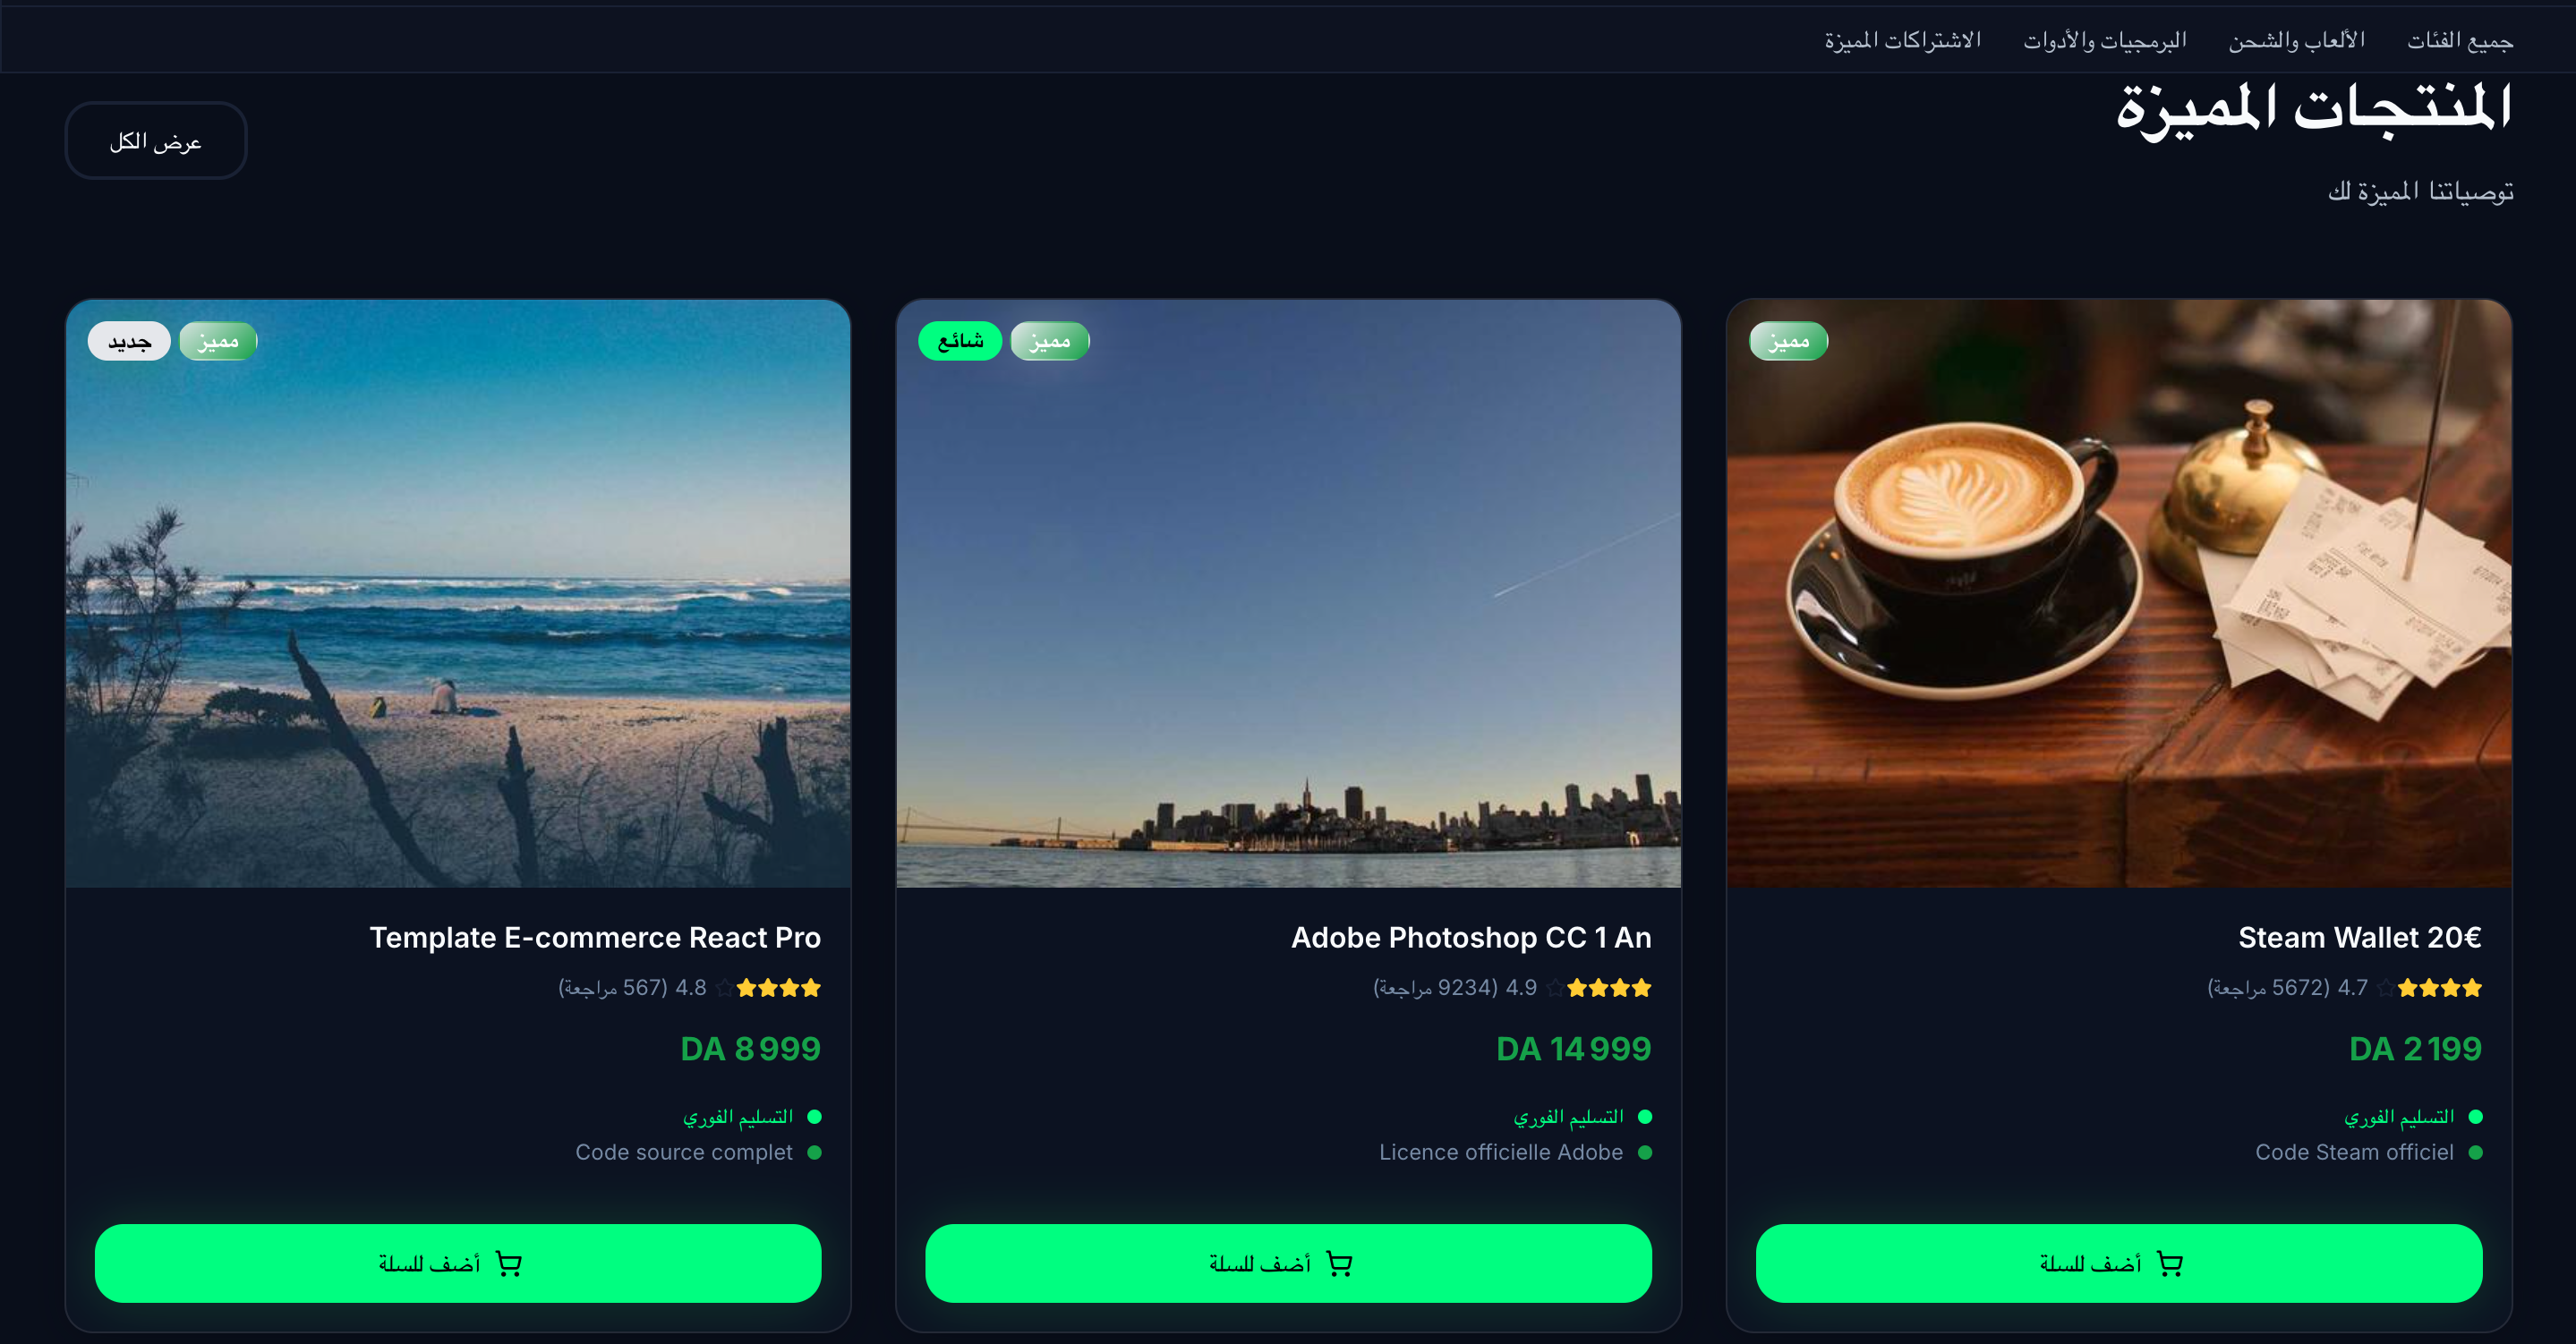 جميع الفئات
الألعاب والشحن
البرمجيات والأدوات
الاشتراكات المميزة
المنتجات المميزة
توصياتنا المميزة لك
عرض الكل
مميز
Steam Wallet 20€
4.7 (5672 مراجعة)
DA 2 199
التسليم الفوري
Code Steam officiel
أضف للسلة
مميز
شائع
Adobe Photoshop CC 1 An
4.9 (9234 مراجعة)
DA 14 999
التسليم الفوري
Licence officielle Adobe
أضف للسلة
مميز
جديد
Template E-commerce React Pro
4.8 (567 مراجعة)
DA 8 999
التسليم الفوري
Code source complet
أضف للسلة